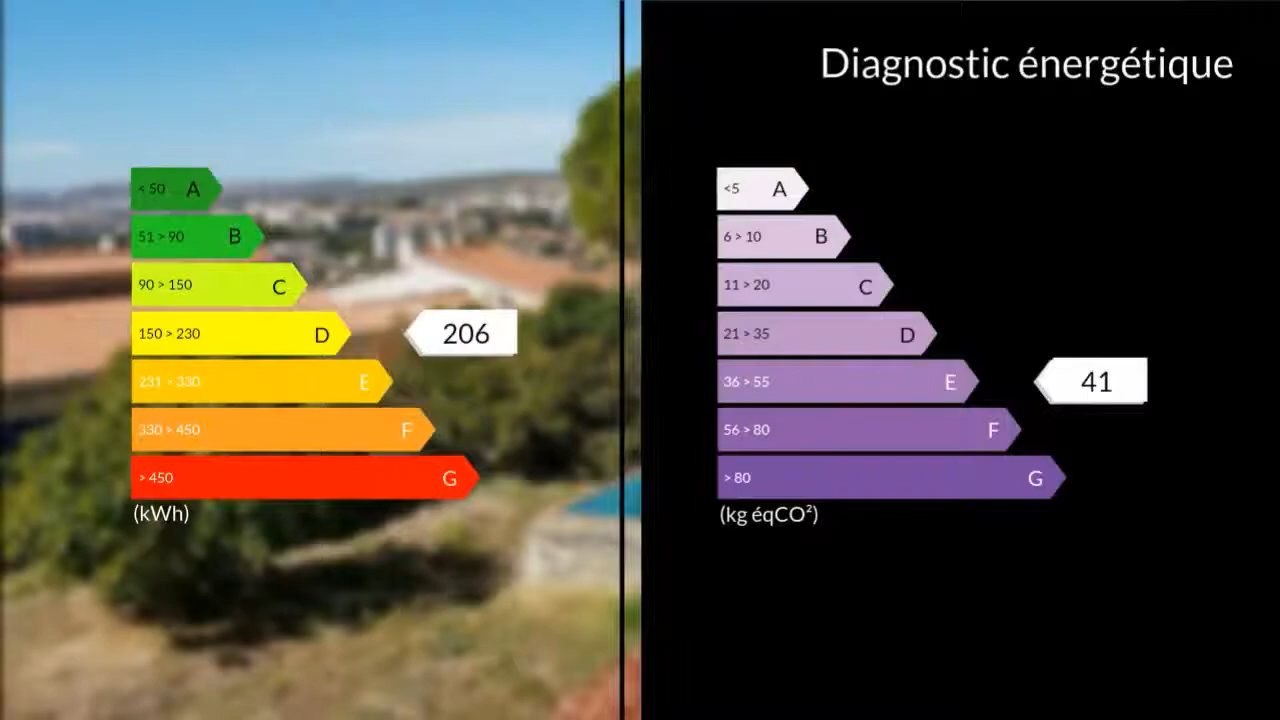 Diagnostic énergétique
< 50 A
51 > 90 B
90 > 150 C
150 > 230 D
206
231 > 330 E
330 > 450 F
> 450 G
(kWh)
<5 A
6 > 10 B
11 > 20 C
21 > 35 D
36 > 55 E
41
56 > 80 F
> 80 G
(kg éqCO²)